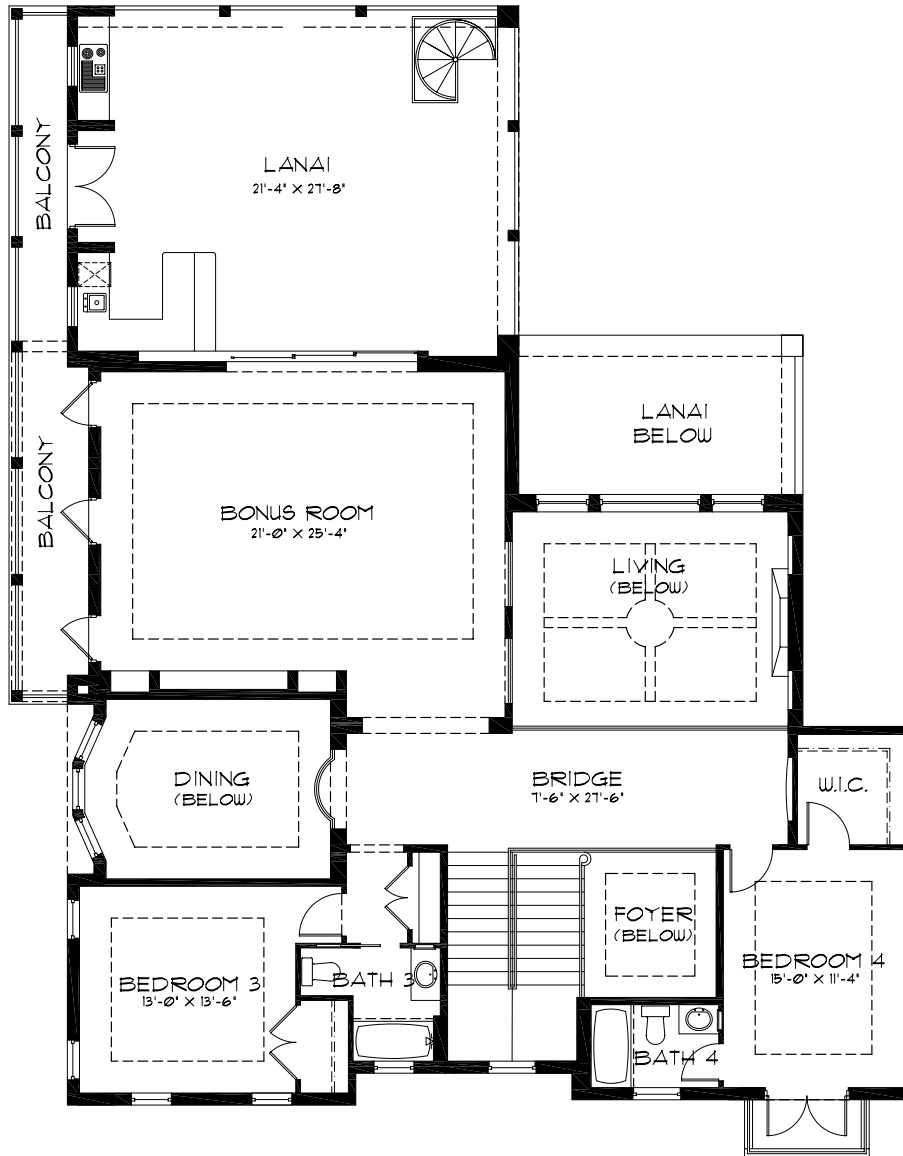 BALCONY
LANAI
21'-4" X 27'-8"
BALCONY
LANAI
BELOW
BONUS ROOM
21'-0" X 25'-4"
LIVING
(BELOW)
DINING
(BELOW)
BRIDGE
7'-6" X 27'-6"
W.I.C.
FOYER
(BELOW)
BEDROOM 4
15'-0" X 11'-4"
BEDROOM 3
13'-0" X 13'-6"
BATH 3
BATH 4